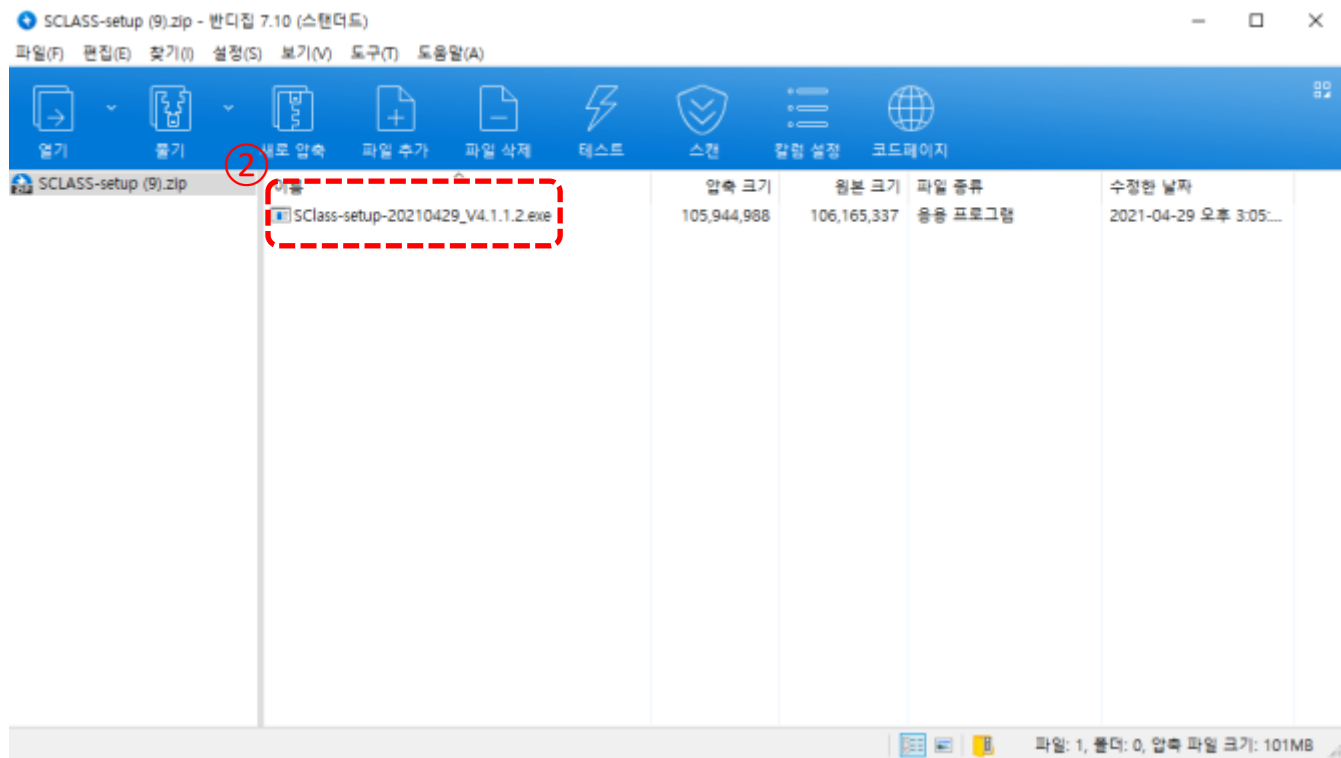 SCLASS-setup (9).zip - 반디집 7.10 (스탠더드)
파일(F) 편집(E) 찾기(I) 설정(S) 보기(V) 도구(T) 도움말(A)
열기 풀기 새로 압축 파일 추가 파일 삭제 테스트 스캔 칼럼 설정 코드페이지
②
SCLASS-setup (9).zip 이름 압축 크기 원본 크기 파일 종류 수정한 날짜
SClass-setup-20210429_V4.1.1.2.exe 105,944,988 106,165,337 응용 프로그램 2021-04-29 오후 3:05:...
파일: 1, 폴더: 0, 압축 파일 크기: 101MB